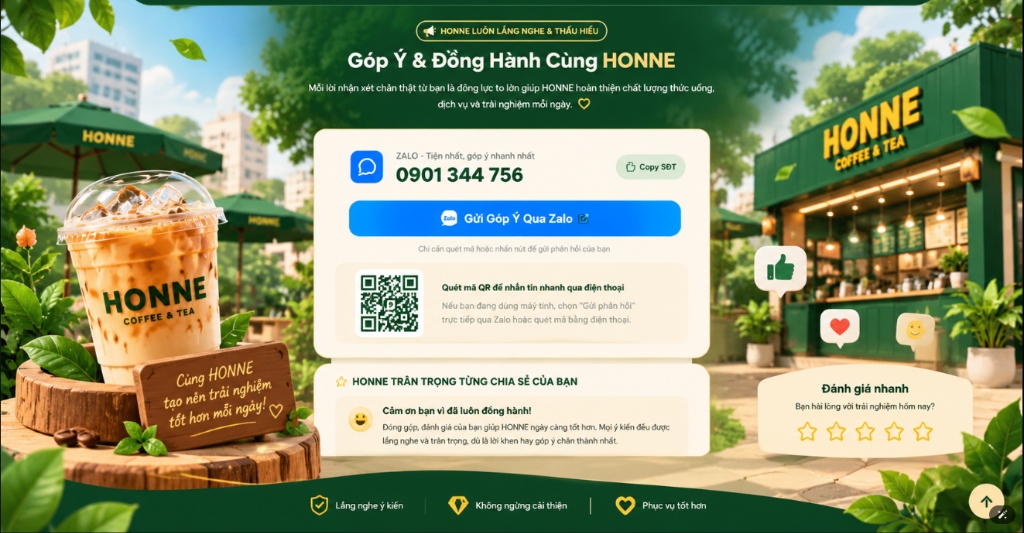 HONNE LUÔN LẮNG NGHE & THẤU HIỂU
Góp Ý & Đồng Hành Cùng HONNE
Mỗi lời nhận xét chân thật từ bạn là động lực to lớn giúp HONNE hoàn thiện chất lượng thức uống,
dịch vụ và trải nghiệm mỗi ngày.
HONNE
HONNE
HONNE
COFFEE & TEA
ZALO - Tiện nhất, góp ý nhanh nhất
0901 344 756
Copy SĐT
Zalo Gửi Góp Ý Qua Zalo
Chỉ cần quét mã hoặc nhấn nút để gửi phản hồi của bạn
Quét mã QR để nhắn tin nhanh qua điện thoại
Nếu bạn đang dùng máy tính, chọn "Gửi phản hồi"
trực tiếp qua Zalo hoặc quét mã bằng điện thoại.
HONNE
COFFEE & TEA
Cùng HONNE
tạo nên trải nghiệm
tốt hơn mỗi ngày!
HONNE TRÂN TRỌNG TỪNG CHIA SẺ CỦA BẠN
Cảm ơn bạn vì đã luôn đồng hành!
Đóng góp, đánh giá của bạn giúp HONNE ngày càng tốt hơn. Mọi ý kiến đều được
lắng nghe và trân trọng, dù là lời khen hay góp ý chân thành nhất.
Đánh giá nhanh
Bạn hài lòng với trải nghiệm hôm nay?
Lắng nghe ý kiến
Không ngừng cải thiện
Phục vụ tốt hơn